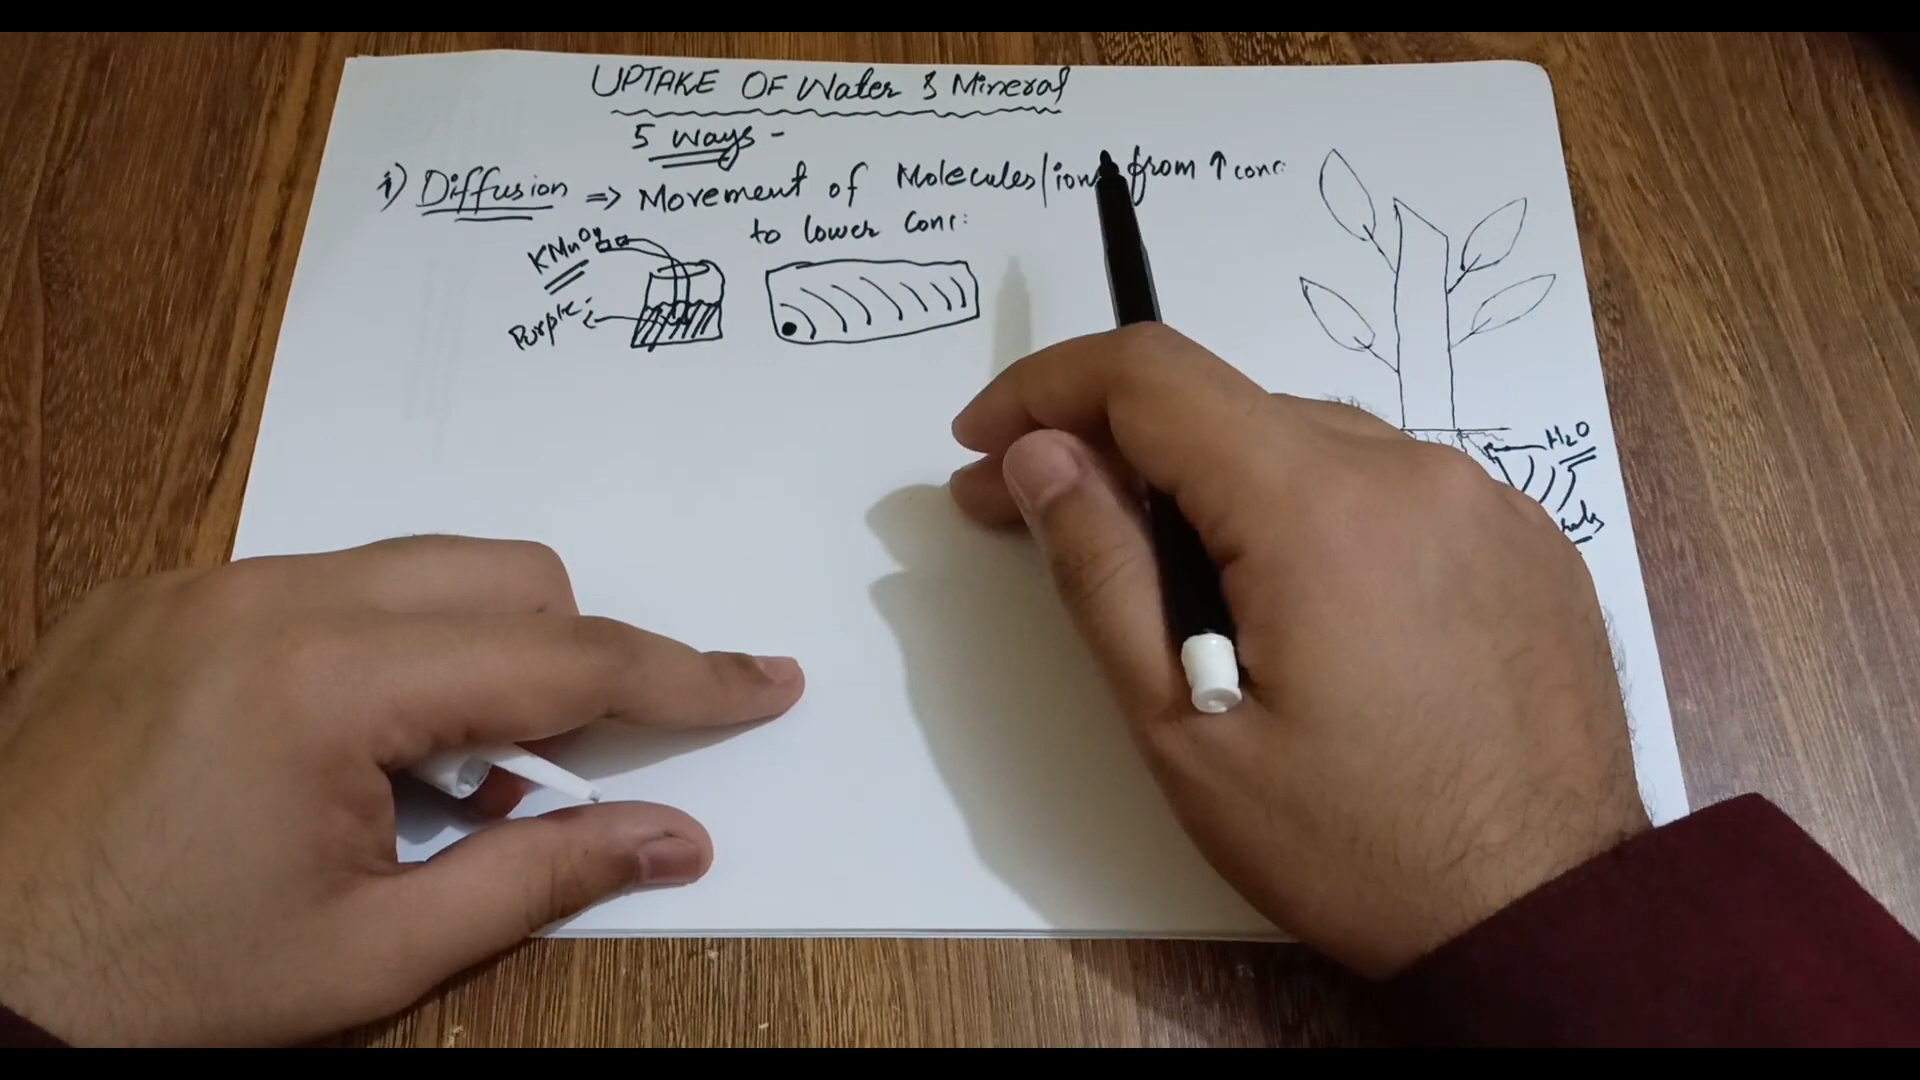 UPTAKE OF Water & Mineral
5 ways -
i) Diffusion => Movement of Molecules/ions from ↑ conc:
to lower conc:
KMnO4
Purple
H2O